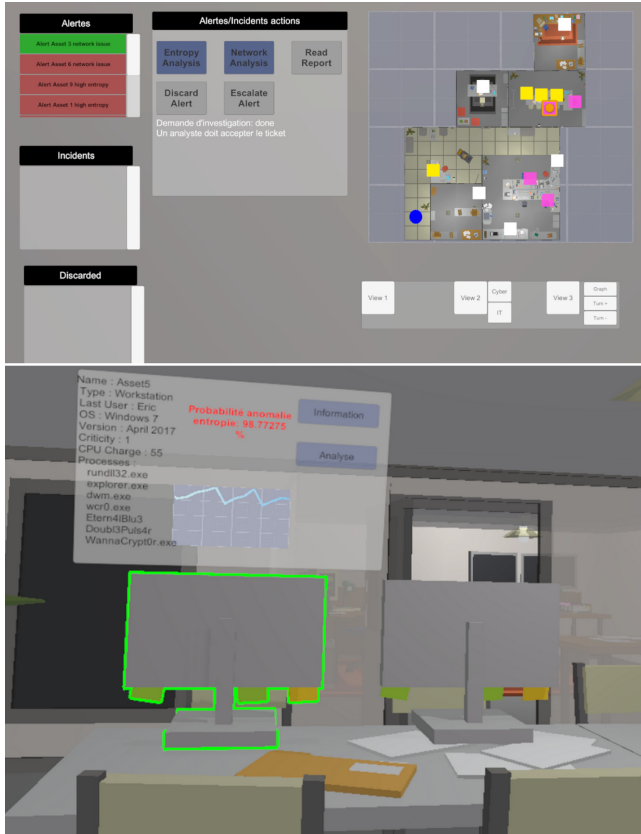 Alertes
Alert Asset 3 network issue
Alert Asset 6 network issue
Alert Asset 9 high entropy
Alert Asset 1 high entropy
Incidents
Discarded
Alertes/Incidents actions
Entropy
Analysis
Network
Analysis
Read
Report
Discard
Alert
Escalate
Alert
Demande d'investigation: done
Un analyste doit accepter le ticket
View 1
View 2
Cyber
IT
View 3
Graph
Turn +
Turn -
Name : Asset5
Type : Workstation
Last User : Eric
OS : Windows 7
Version : April 2017
Criticity : 1
CPU Charge : 55
Processes :
rundll32.exe
explorer.exe
dwm.exe
wcr0.exe
Etern4lBlu3
Doubl3Puls4r
WannaCrypt0r.exe
Probabilité anomalie
entropie: 98.77275
%
Information
Analyse